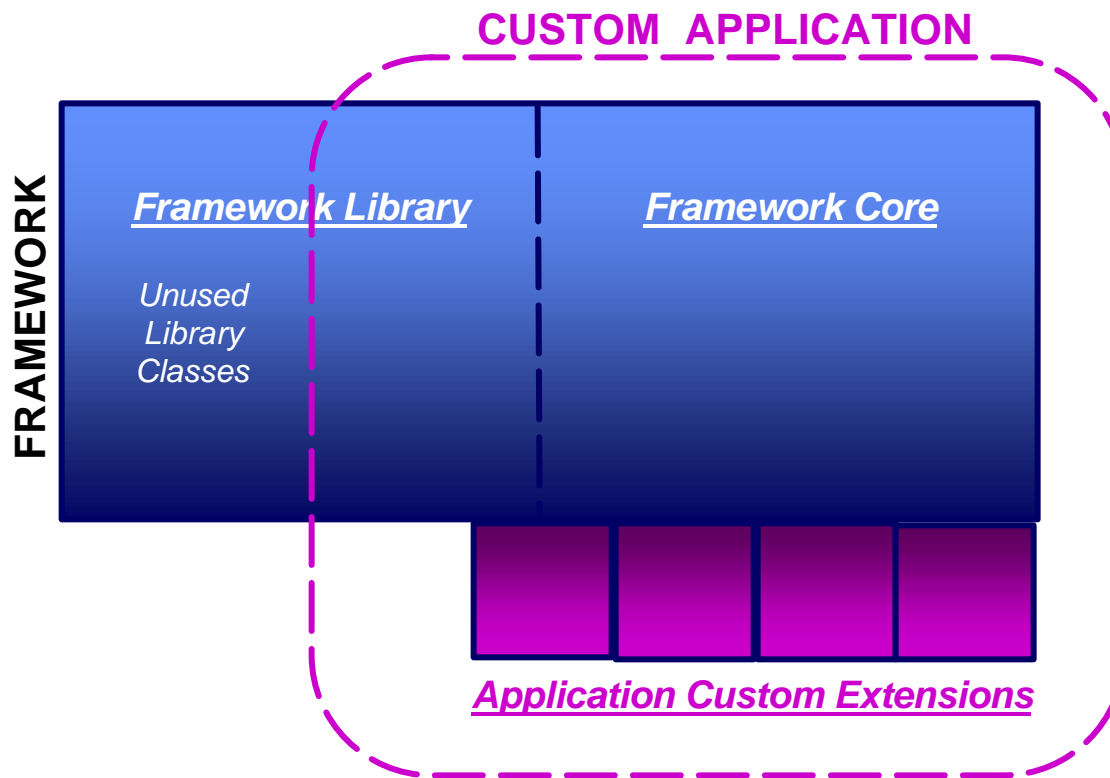 CUSTOM APPLICATION
FRAMEWORK
Framework Library
Framework Core
Unused
Library
Classes
Application Custom Extensions